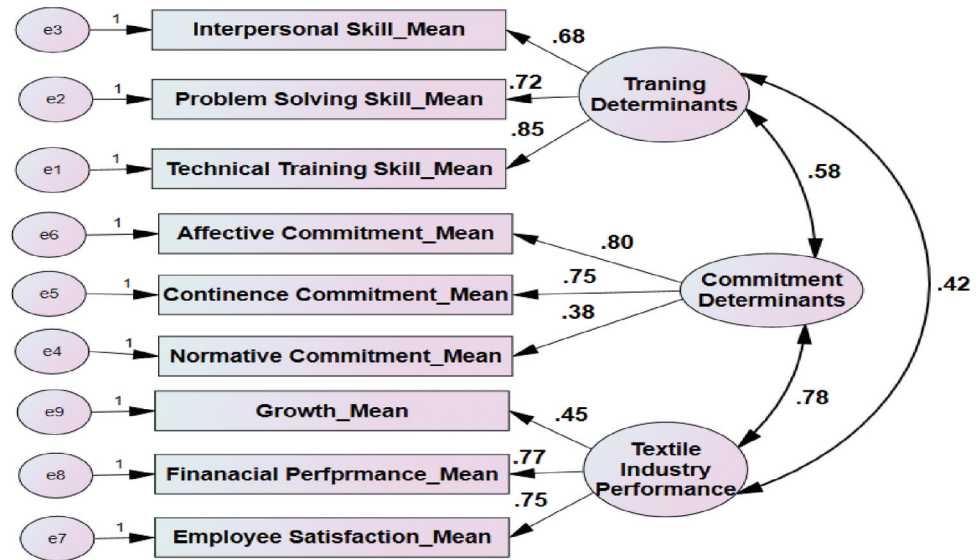 e3
1
Interpersonal Skill_Mean
.68
e2
1
Problem Solving Skill_Mean
.72
Traning
Determinants
e1
1
Technical Training Skill_Mean
.85
.58
e6
1
Affective Commitment_Mean
.80
e5
1
Continence Commitment_Mean
.75
Commitment
Determinants
.42
e4
1
Normative Commitment_Mean
.38
e9
1
Growth_Mean
.45
.78
e8
1
Finanacial Perfprmance_Mean
.77
Textile
Industry
Performance
e7
1
Employee Satisfaction_Mean
.75